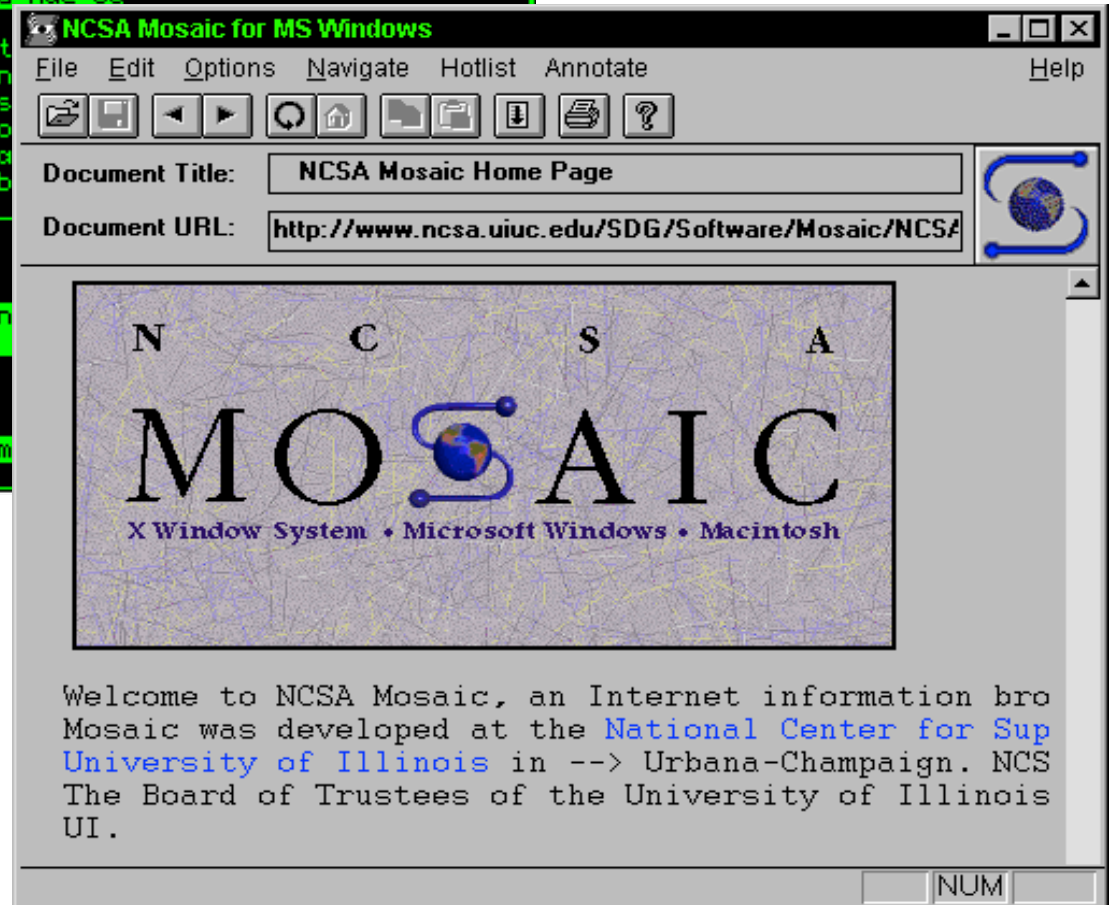 NCSA Mosaic for MS Windows
File Edit Options Navigate Hotlist Annotate Help
Document Title: NCSA Mosaic Home Page
Document URL: http://www.ncsa.uiuc.edu/SDG/Software/Mosaic/NCSA
N C S A
MOSAIC
X Window System • Microsoft Windows • Macintosh
Welcome to NCSA Mosaic, an Internet information bro
Mosaic was developed at the National Center for Sup
University of Illinois in --> Urbana-Champaign. NCS
The Board of Trustees of the University of Illinois
UI.
NUM